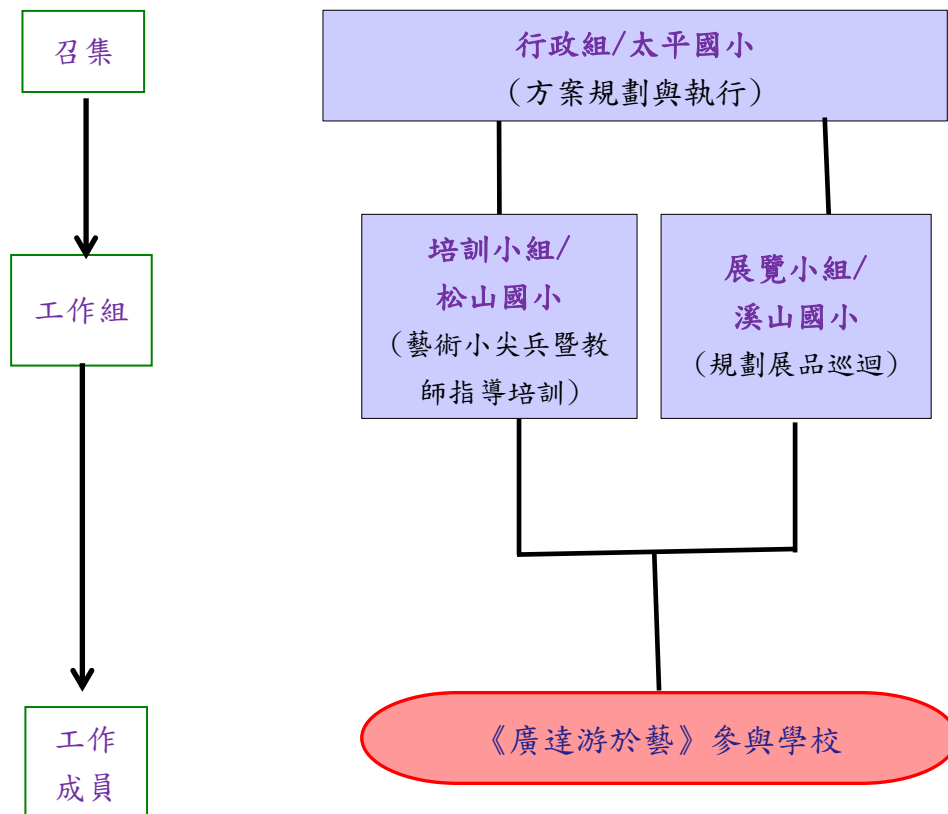 召集
行政組/太平國小
（方案規劃與執行）
工作組
培訓小組/
松山國小
（藝術小尖兵暨教
師指導培訓）
展覽小組/
溪山國小
（規劃展品巡迴）
工作
成員
《廣達游於藝》參與學校